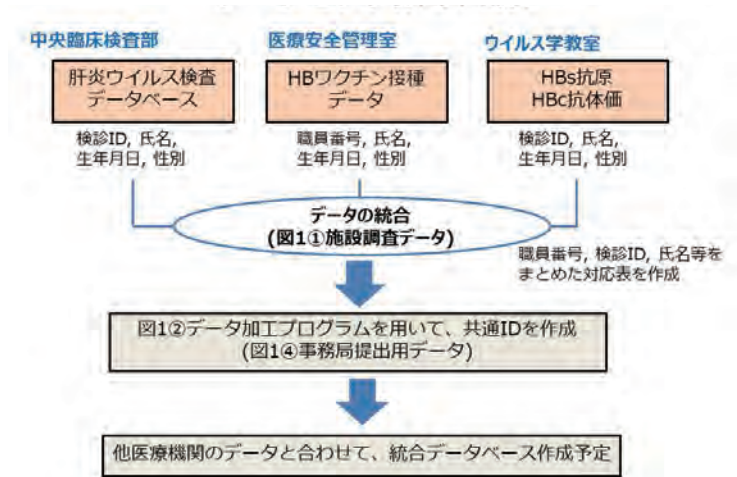 中央臨床検査部
医療安全管理室
ウイルス学教室
肝炎ウイルス検査
データベース
HBワクチン接種
データ
HBs抗原
HBc抗体価
検診ID, 氏名,
生年月日, 性別
職員番号, 氏名,
生年月日, 性別
検診ID, 氏名,
生年月日, 性別
データの統合
(図1①施設調査データ)
職員番号, 検診ID, 氏名等を
まとめた対応表を作成
図1②データ加工プログラムを用いて、共通IDを作成
(図1④事務局提出用データ)
他医療機関のデータと合わせて、統合データベース作成予定